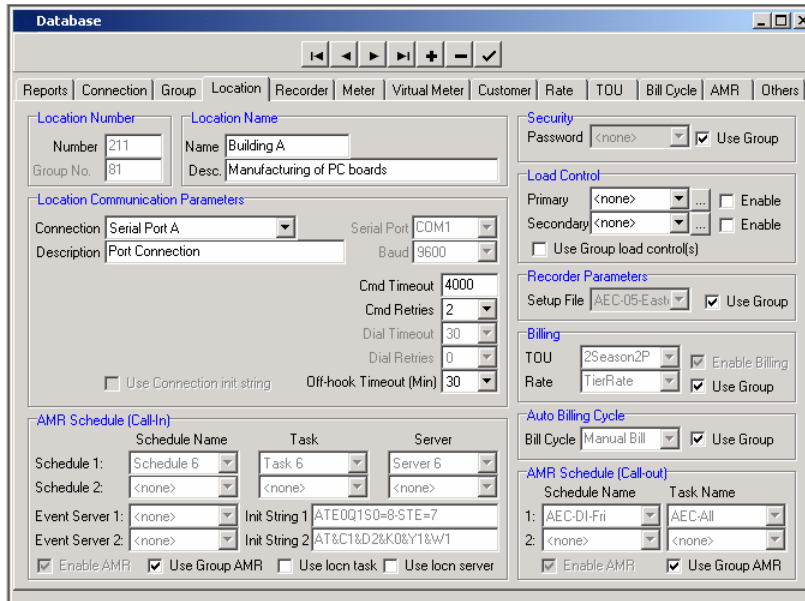 Database
Reports Connection Group Location Recorder Meter Virtual Meter Customer Rate TOU Bill Cycle AMR Others
Location Number
Number 211
Group No. 81
Location Name
Name Building A
Desc. Manufacturing of PC boards
Location Communication Parameters
Connection Serial Port A
Serial Port COM1
Description Port Connection
Baud 9600
Cmd Timeout 4000
Cmd Retries 2
Dial Timeout 30
Dial Retries 0
Use Connection init string
Off-hook Timeout (Min) 30
AMR Schedule (Call-In)
Schedule Name Task Server
Schedule 1: Schedule 6 Task 6 Server 6
Schedule 2: <none> <none> <none>
Event Server 1: <none> Init String 1 ATE0Q1S0=8-STE=7
Event Server 2: <none> Init String 2 AT&C1&D2&K0&Y1&W1
Enable AMR Use Group AMR Use locn task Use locn server
Security
Password <none> Use Group
Load Control
Primary <none> ... Enable
Secondary <none> ... Enable
Use Group load control(s)
Recorder Parameters
Setup File AEC-05-East Use Group
Billing
TOU 2Season2P Enable Billing
Rate TierRate Use Group
Auto Billing Cycle
Bill Cycle Manual Bill Use Group
AMR Schedule (Call-out)
Schedule Name Task Name
1: AEC-DI-Fri AEC-All
2: <none> <none>
Enable AMR Use Group AMR